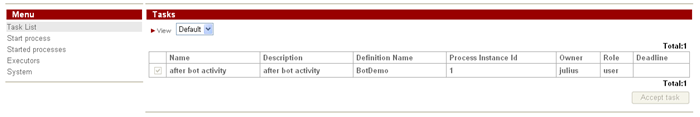 Menu
Task List
Start process
Started processes
Executors
System
Tasks
View Default
Total:1
Name Description Definition Name Process Instance Id Owner Role Deadline
after bot activity after bot activity BotDemo 1 julius user
Total:1
Accept task